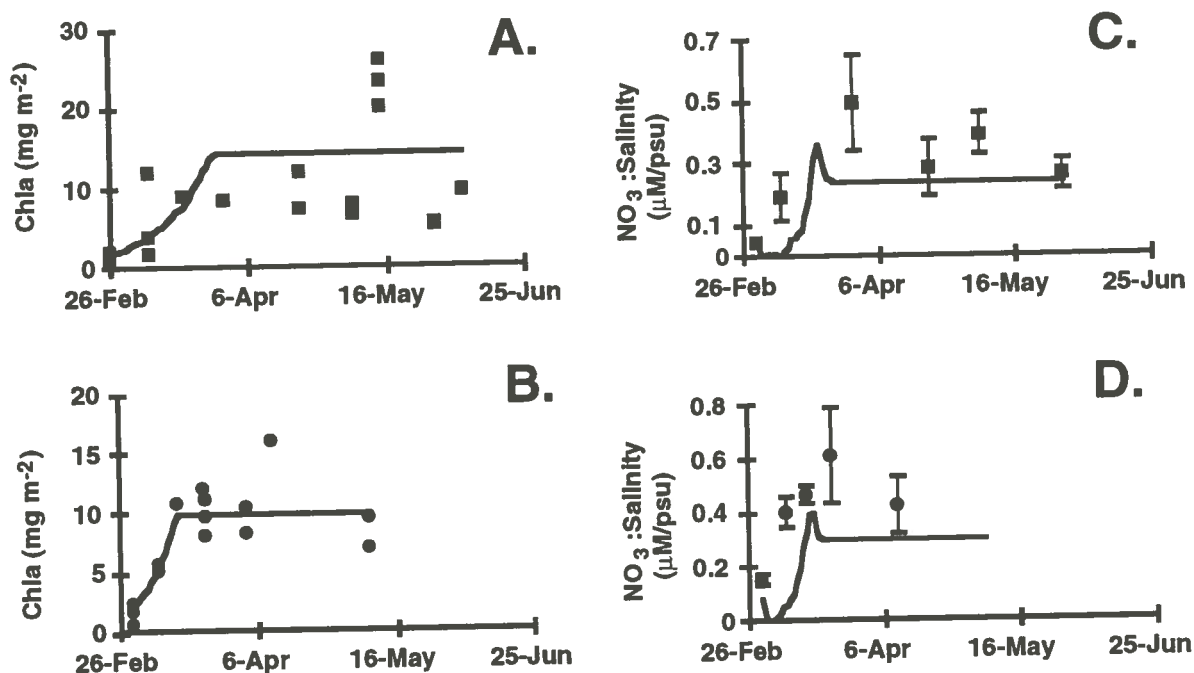 A.
Chla (mg m-2)
30
20
10
0
26-Feb 6-Apr 16-May 25-Jun
C.
NO3 :Salinity
(µM/psu)
0.7
0.5
0.3
0.1
0
26-Feb 6-Apr 16-May 25-Jun
B.
Chla (mg m-2)
20
15
10
5
0
26-Feb 6-Apr 16-May 25-Jun
D.
NO3 :Salinity
(µM/psu)
0.8
0.6
0.4
0.2
0
26-Feb 6-Apr 16-May 25-Jun